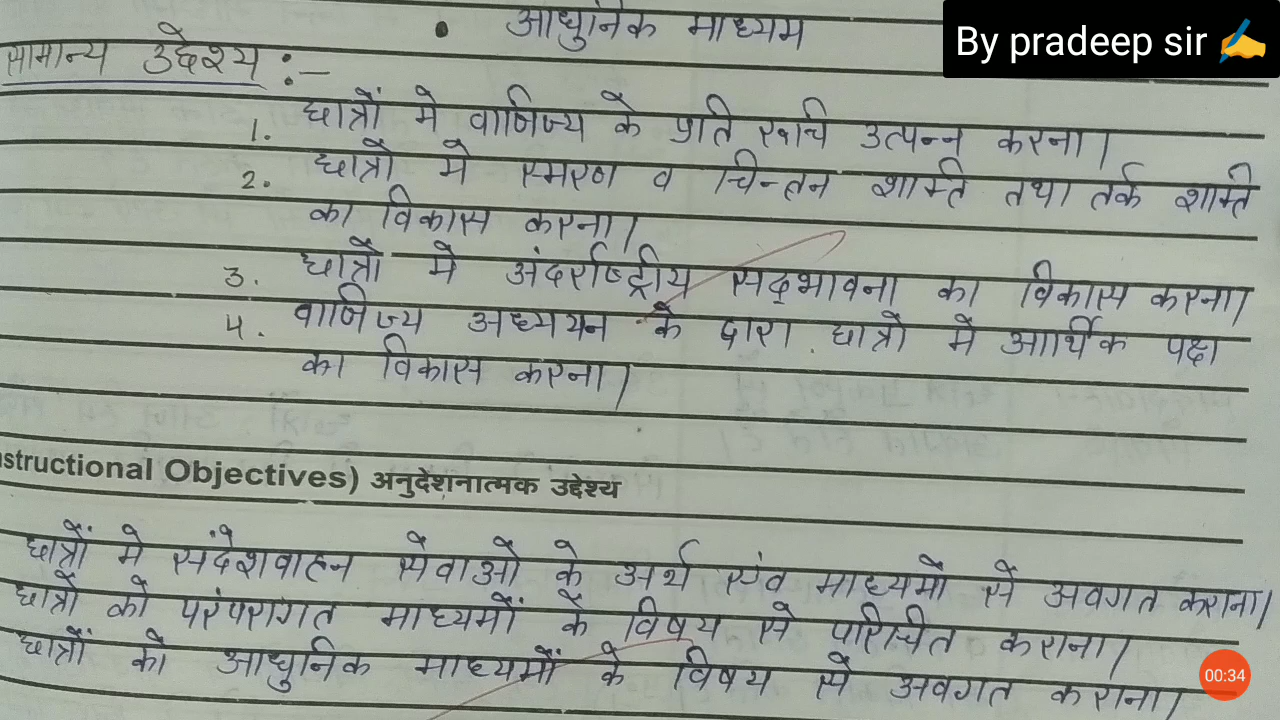 • आधुनिक माध्यम
By pradeep sir ✍️
सामान्य उद्देश्य :-
1. छात्रों मे वाणिज्य के प्रति रुचि उत्पन्न करना।
2. छात्रों मे स्मरण व चिन्तन शक्ति तथा तर्क शक्ति
का विकास करना।
3. छात्रों मे अंतर्राष्ट्रीय सद्भावना का विकास करना।
4. वाणिज्य अध्ययन के द्वारा छात्रों में आर्थिक पक्ष
का विकास करना।
nstructional Objectives) अनुदेशनात्मक उद्देश्य
छात्रों मे संदेशवाहन सेवाओं के अर्थ एंव माध्यमों से अवगत कराना।
छात्रों को परंपरागत माध्यमों के विषय से परिचित कराना।
छात्रों को आधुनिक माध्यमों के विषय से अवगत कराना।
00:34